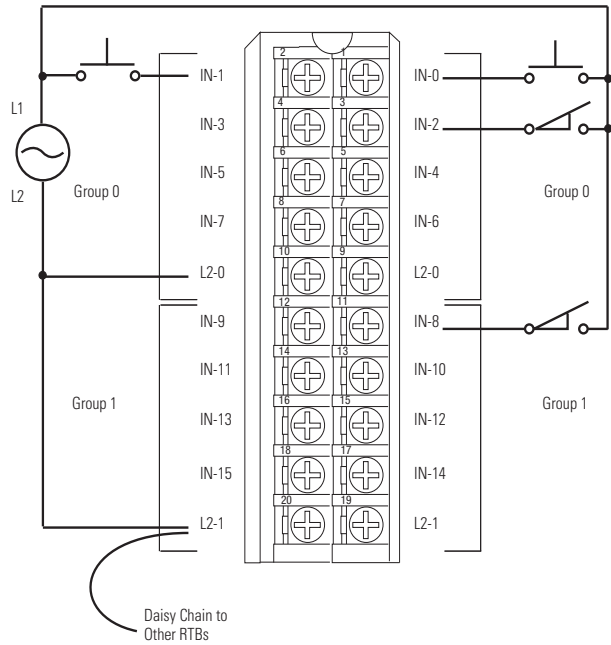 2 1
IN-1 IN-0
4 3
L1 IN-3 IN-2
6 5
L2 Group 0 IN-5 IN-4 Group 0
8 7
IN-7 IN-6
10 9
L2-0 L2-0
12 11
IN-9 IN-8
14 13
IN-11 IN-10
16 15
Group 1 IN-13 IN-12 Group 1
18 17
IN-15 IN-14
20 19
L2-1 L2-1
Daisy Chain to
Other RTBs